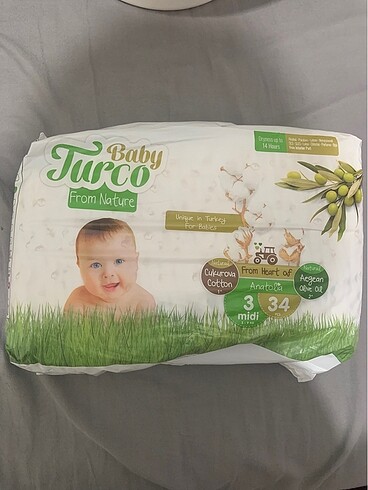 Baby
Turco
From Nature
Dryness up to
14 Hours
Unique in Turkey
For Babies
Çukurova
Cotton
From Heart of
Anatolia
Natural
Aegean
Olive Oil
3
midi
34